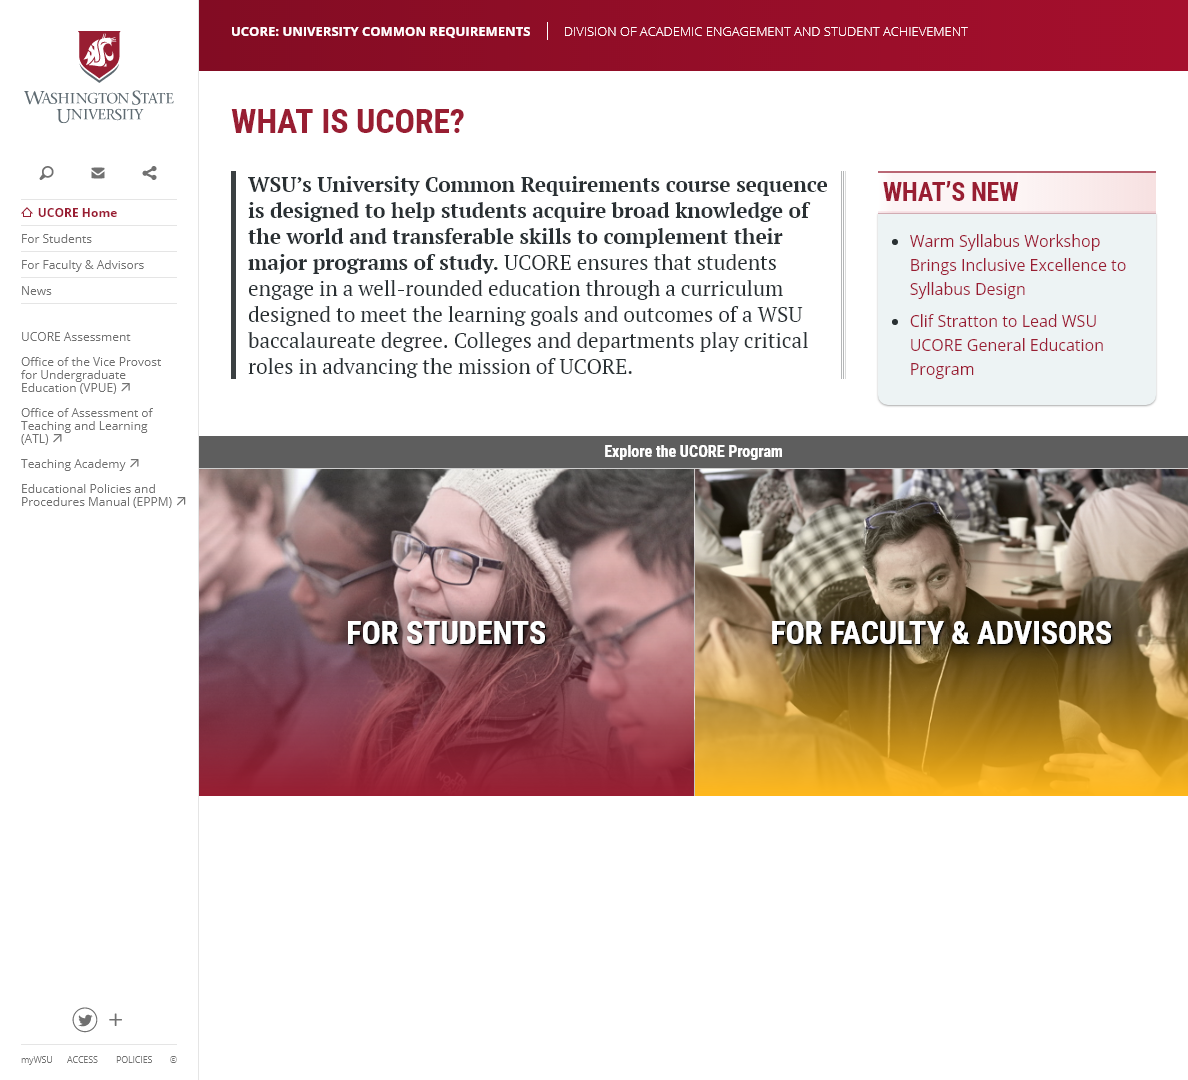 WASHINGTON STATE
UNIVERSITY
UCORE Home
For Students
For Faculty & Advisors
News
UCORE Assessment
Office of the Vice Provost
for Undergraduate
Education (VPUE)
Office of Assessment of
Teaching and Learning
(ATL)
Teaching Academy
Educational Policies and
Procedures Manual (EPPM)
myWSU ACCESS POLICIES ©
UCORE: UNIVERSITY COMMON REQUIREMENTS DIVISION OF ACADEMIC ENGAGEMENT AND STUDENT ACHIEVEMENT
WHAT IS UCORE?
WSU’s University Common Requirements course sequence
is designed to help students acquire broad knowledge of
the world and transferable skills to complement their
major programs of study. UCORE ensures that students
engage in a well-rounded education through a curriculum
designed to meet the learning goals and outcomes of a WSU
baccalaureate degree. Colleges and departments play critical
roles in advancing the mission of UCORE.
WHAT’S NEW
Warm Syllabus Workshop
Brings Inclusive Excellence to
Syllabus Design
Clif Stratton to Lead WSU
UCORE General Education
Program
Explore the UCORE Program
FOR STUDENTS
FOR FACULTY & ADVISORS